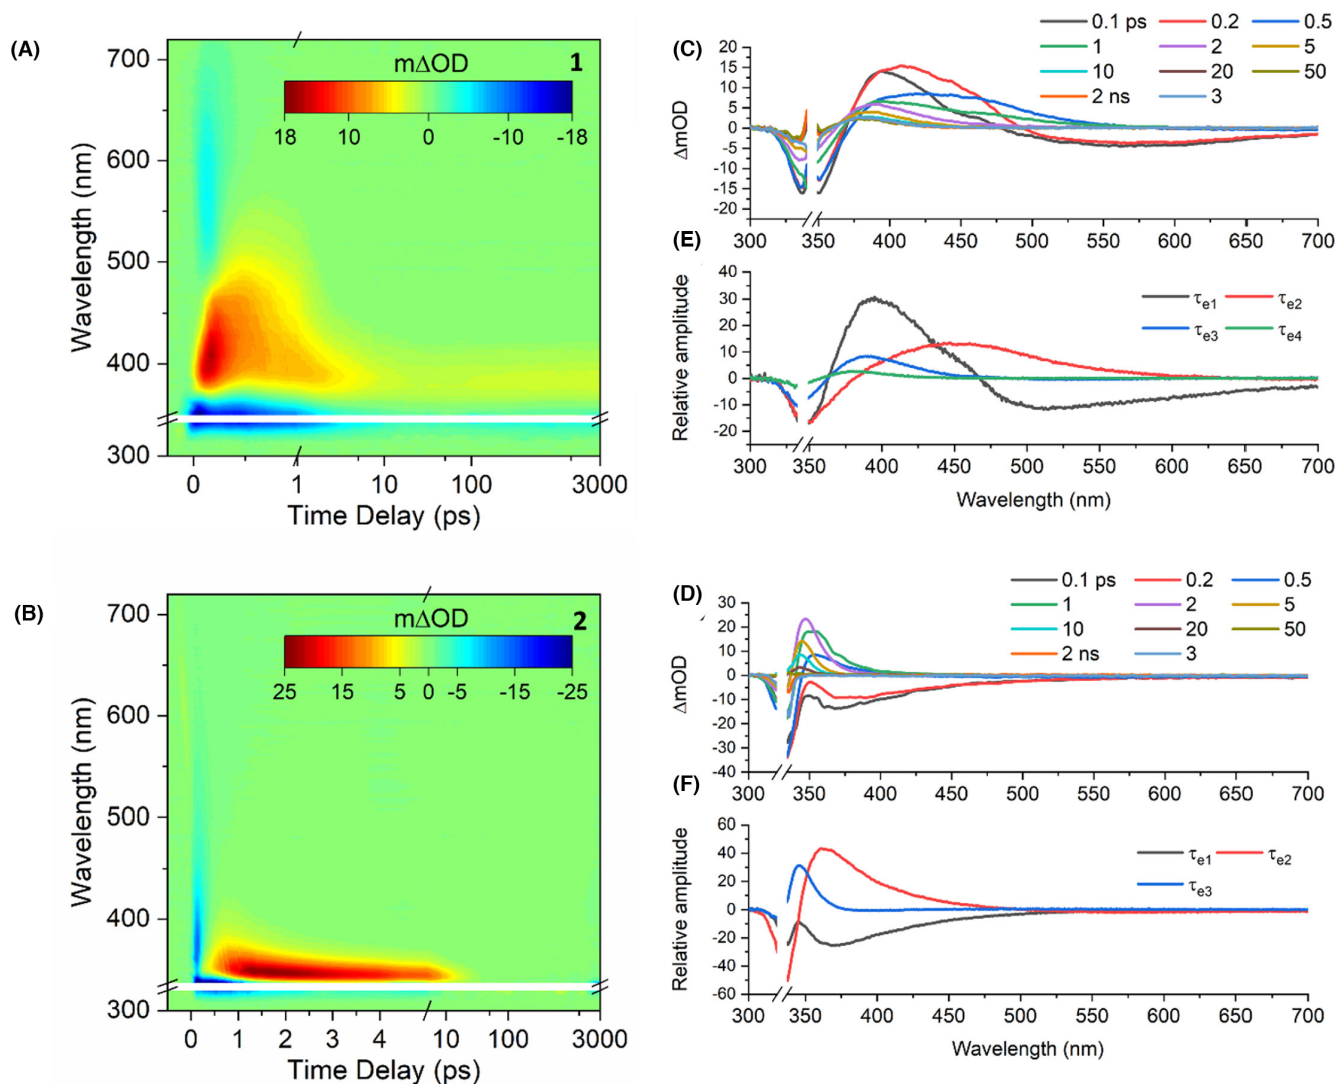 (A)
700
600
500
400
300
Wavelength (nm)
mΔOD
1
18 10 0 -10 -18
0 1 10 100 3000
Time Delay (ps)
(C)
0.1 ps 0.2 0.5
1 2 5
10 20 50
2 ns 3
20
15
10
5
0
-5
-10
-15
-20
ΔmOD
300 350 400 450 500 550 600 650 700
(E)
τe1 τe2
τe3 τe4
40
30
20
10
0
-10
-20
Relative amplitude
300 350 400 450 500 550 600 650 700
Wavelength (nm)
(B)
700
600
500
400
300
Wavelength (nm)
mΔOD
2
25 15 5 0 -5 -15 -25
0 1 2 3 4 10 100 3000
Time Delay (ps)
(D)
0.1 ps 0.2 0.5
1 2 5
10 20 50
2 ns 3
30
20
10
0
-10
-20
-30
-40
ΔmOD
300 350 400 450 500 550 600 650 700
(F)
τe1 τe2
τe3
60
40
20
0
-20
-40
-60
Relative amplitude
300 350 400 450 500 550 600 650 700
Wavelength (nm)